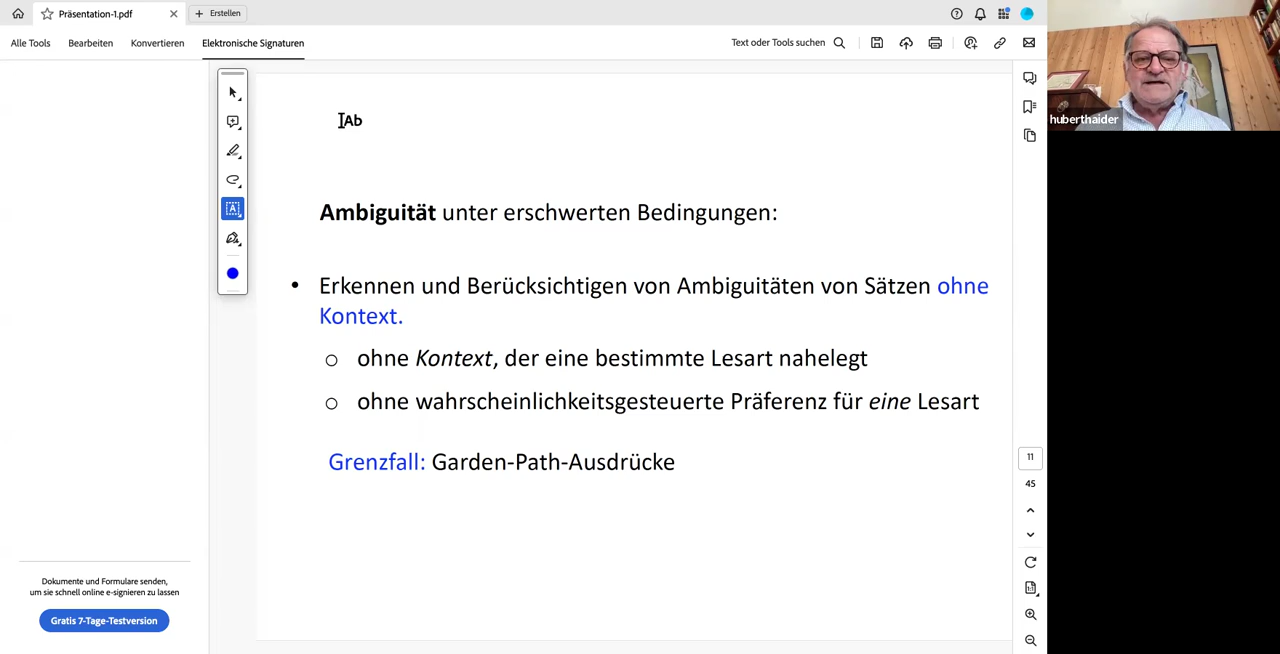 Präsentation-1.pdf
Erstellen
Alle Tools
Bearbeiten
Konvertieren
Elektronische Signaturen
Text oder Tools suchen
huberthaider
Ab
A
Ambiguität unter erschwerten Bedingungen:
• Erkennen und Berücksichtigen von Ambiguitäten von Sätzen ohne
Kontext.
o ohne Kontext, der eine bestimmte Lesart nahelegt
o ohne wahrscheinlichkeitsgesteuerte Präferenz für eine Lesart
Grenzfall: Garden-Path-Ausdrücke
11
45
Dokumente und Formulare senden,
um sie schnell online e-signieren zu lassen
Gratis 7-Tage-Testversion